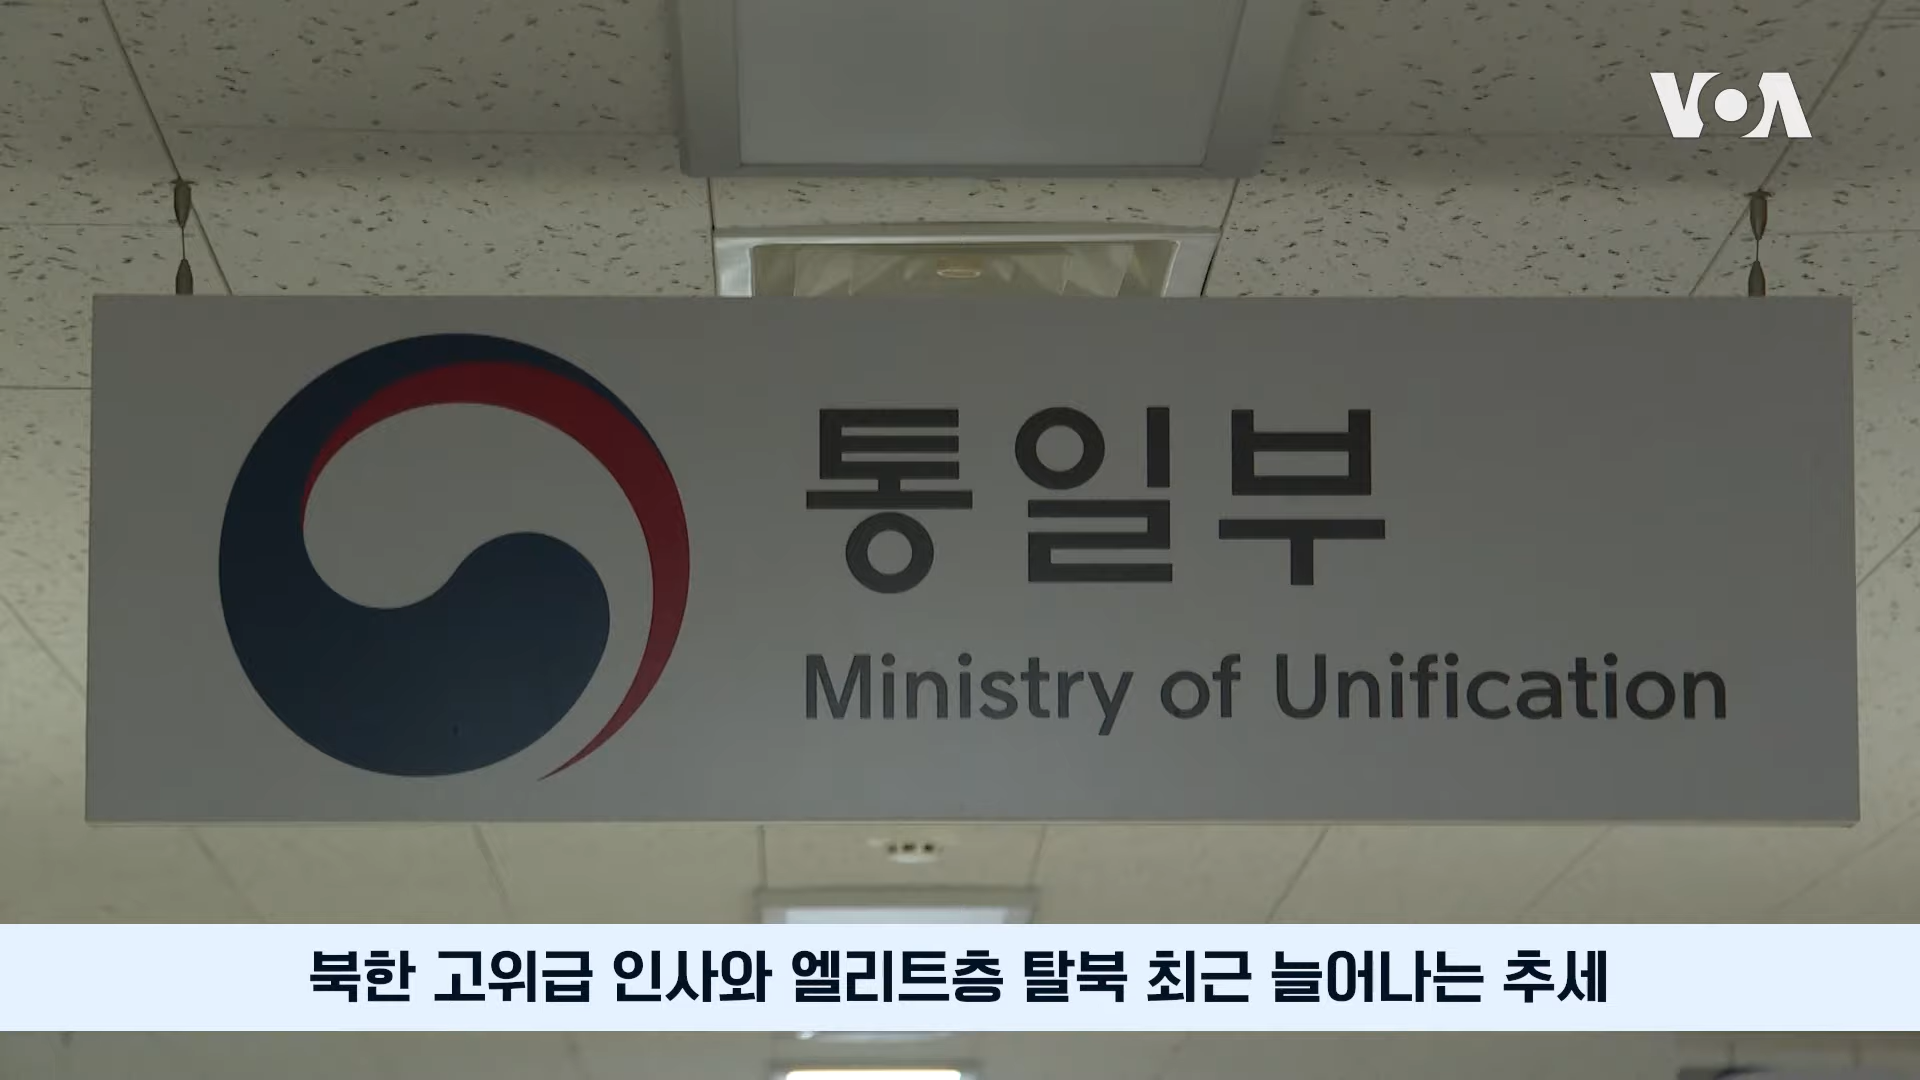 VOA
통일부
Ministry of Unification
북한 고위급 인사와 엘리트층 탈북 최근 늘어나는 추세